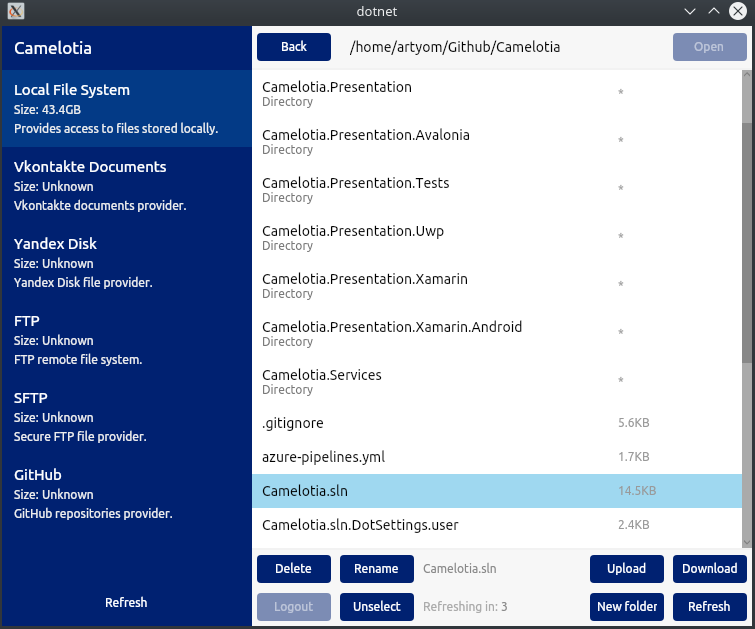 dotnet
Camelotia
Local File System
Size: 43.4GB
Provides access to files stored locally.
Vkontakte Documents
Size: Unknown
Vkontakte documents provider.
Yandex Disk
Size: Unknown
Yandex Disk file provider.
FTP
Size: Unknown
FTP remote file system.
SFTP
Size: Unknown
Secure FTP file provider.
GitHub
Size: Unknown
GitHub repositories provider.
Refresh
Back /home/artyom/Github/Camelotia Open
Camelotia.Presentation *
Directory
Camelotia.Presentation.Avalonia *
Directory
Camelotia.Presentation.Tests *
Directory
Camelotia.Presentation.Uwp *
Directory
Camelotia.Presentation.Xamarin *
Directory
Camelotia.Presentation.Xamarin.Android *
Directory
Camelotia.Services *
Directory
.gitignore 5.6KB
azure-pipelines.yml 1.7KB
Camelotia.sln 14.5KB
Camelotia.sln.DotSettings.user 2.4KB
Delete Rename Camelotia.sln Upload Download
Logout Unselect Refreshing in: 3 New folder Refresh